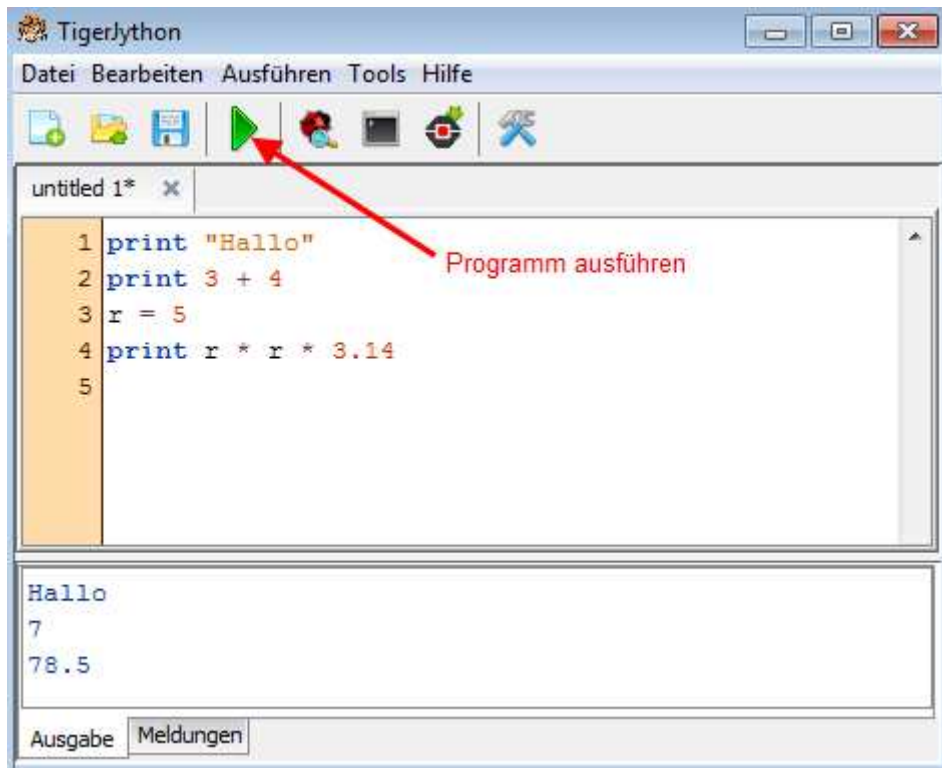 TigerJython
Datei Bearbeiten Ausführen Tools Hilfe
untitled 1*
1 print "Hallo"
Programm ausführen
2 print 3 + 4
3 r = 5
4 print r * r * 3.14
5
Hallo
7
78.5
Ausgabe Meldungen